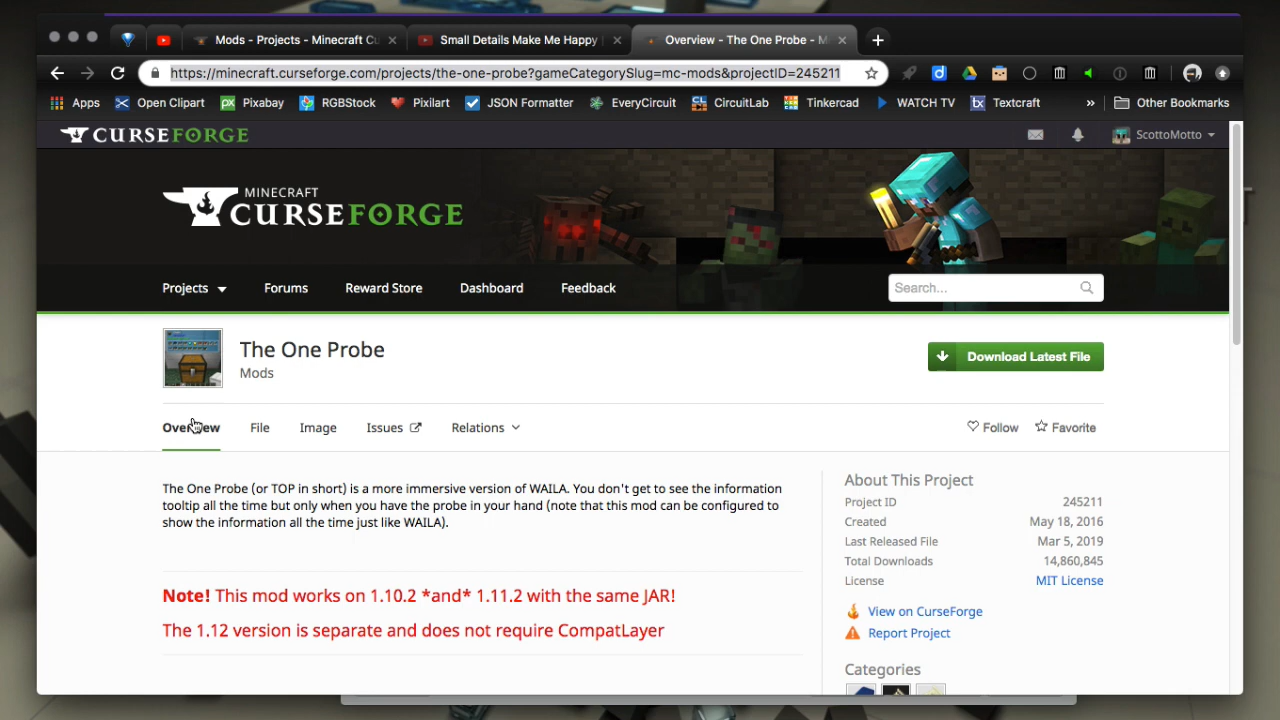 Mods - Projects - Minecraft Cu
Small Details Make Me Happy
Overview - The One Probe - M
https://minecraft.curseforge.com/projects/the-one-probe?gameCategorySlug=mc-mods&projectID=245211
Apps Open Clipart Pixabay RGBStock Pixilart JSON Formatter EveryCircuit CircuitLab Tinkercad WATCH TV Textcraft » Other Bookmarks
CURSEFORGE ScottoMotto
MINECRAFT
CURSEFORGE
Projects Forums Reward Store Dashboard Feedback Search...
The One Probe
Mods
Download Latest File
Overview File Image Issues Relations Follow Favorite
The One Probe (or TOP in short) is a more immersive version of WAILA. You don't get to see the information
tooltip all the time but only when you have the probe in your hand (note that this mod can be configured to
show the information all the time just like WAILA).
Note! This mod works on 1.10.2 *and* 1.11.2 with the same JAR!
The 1.12 version is separate and does not require CompatLayer
About This Project
Project ID 245211
Created May 18, 2016
Last Released File Mar 5, 2019
Total Downloads 14,860,845
License MIT License
View on CurseForge
Report Project
Categories